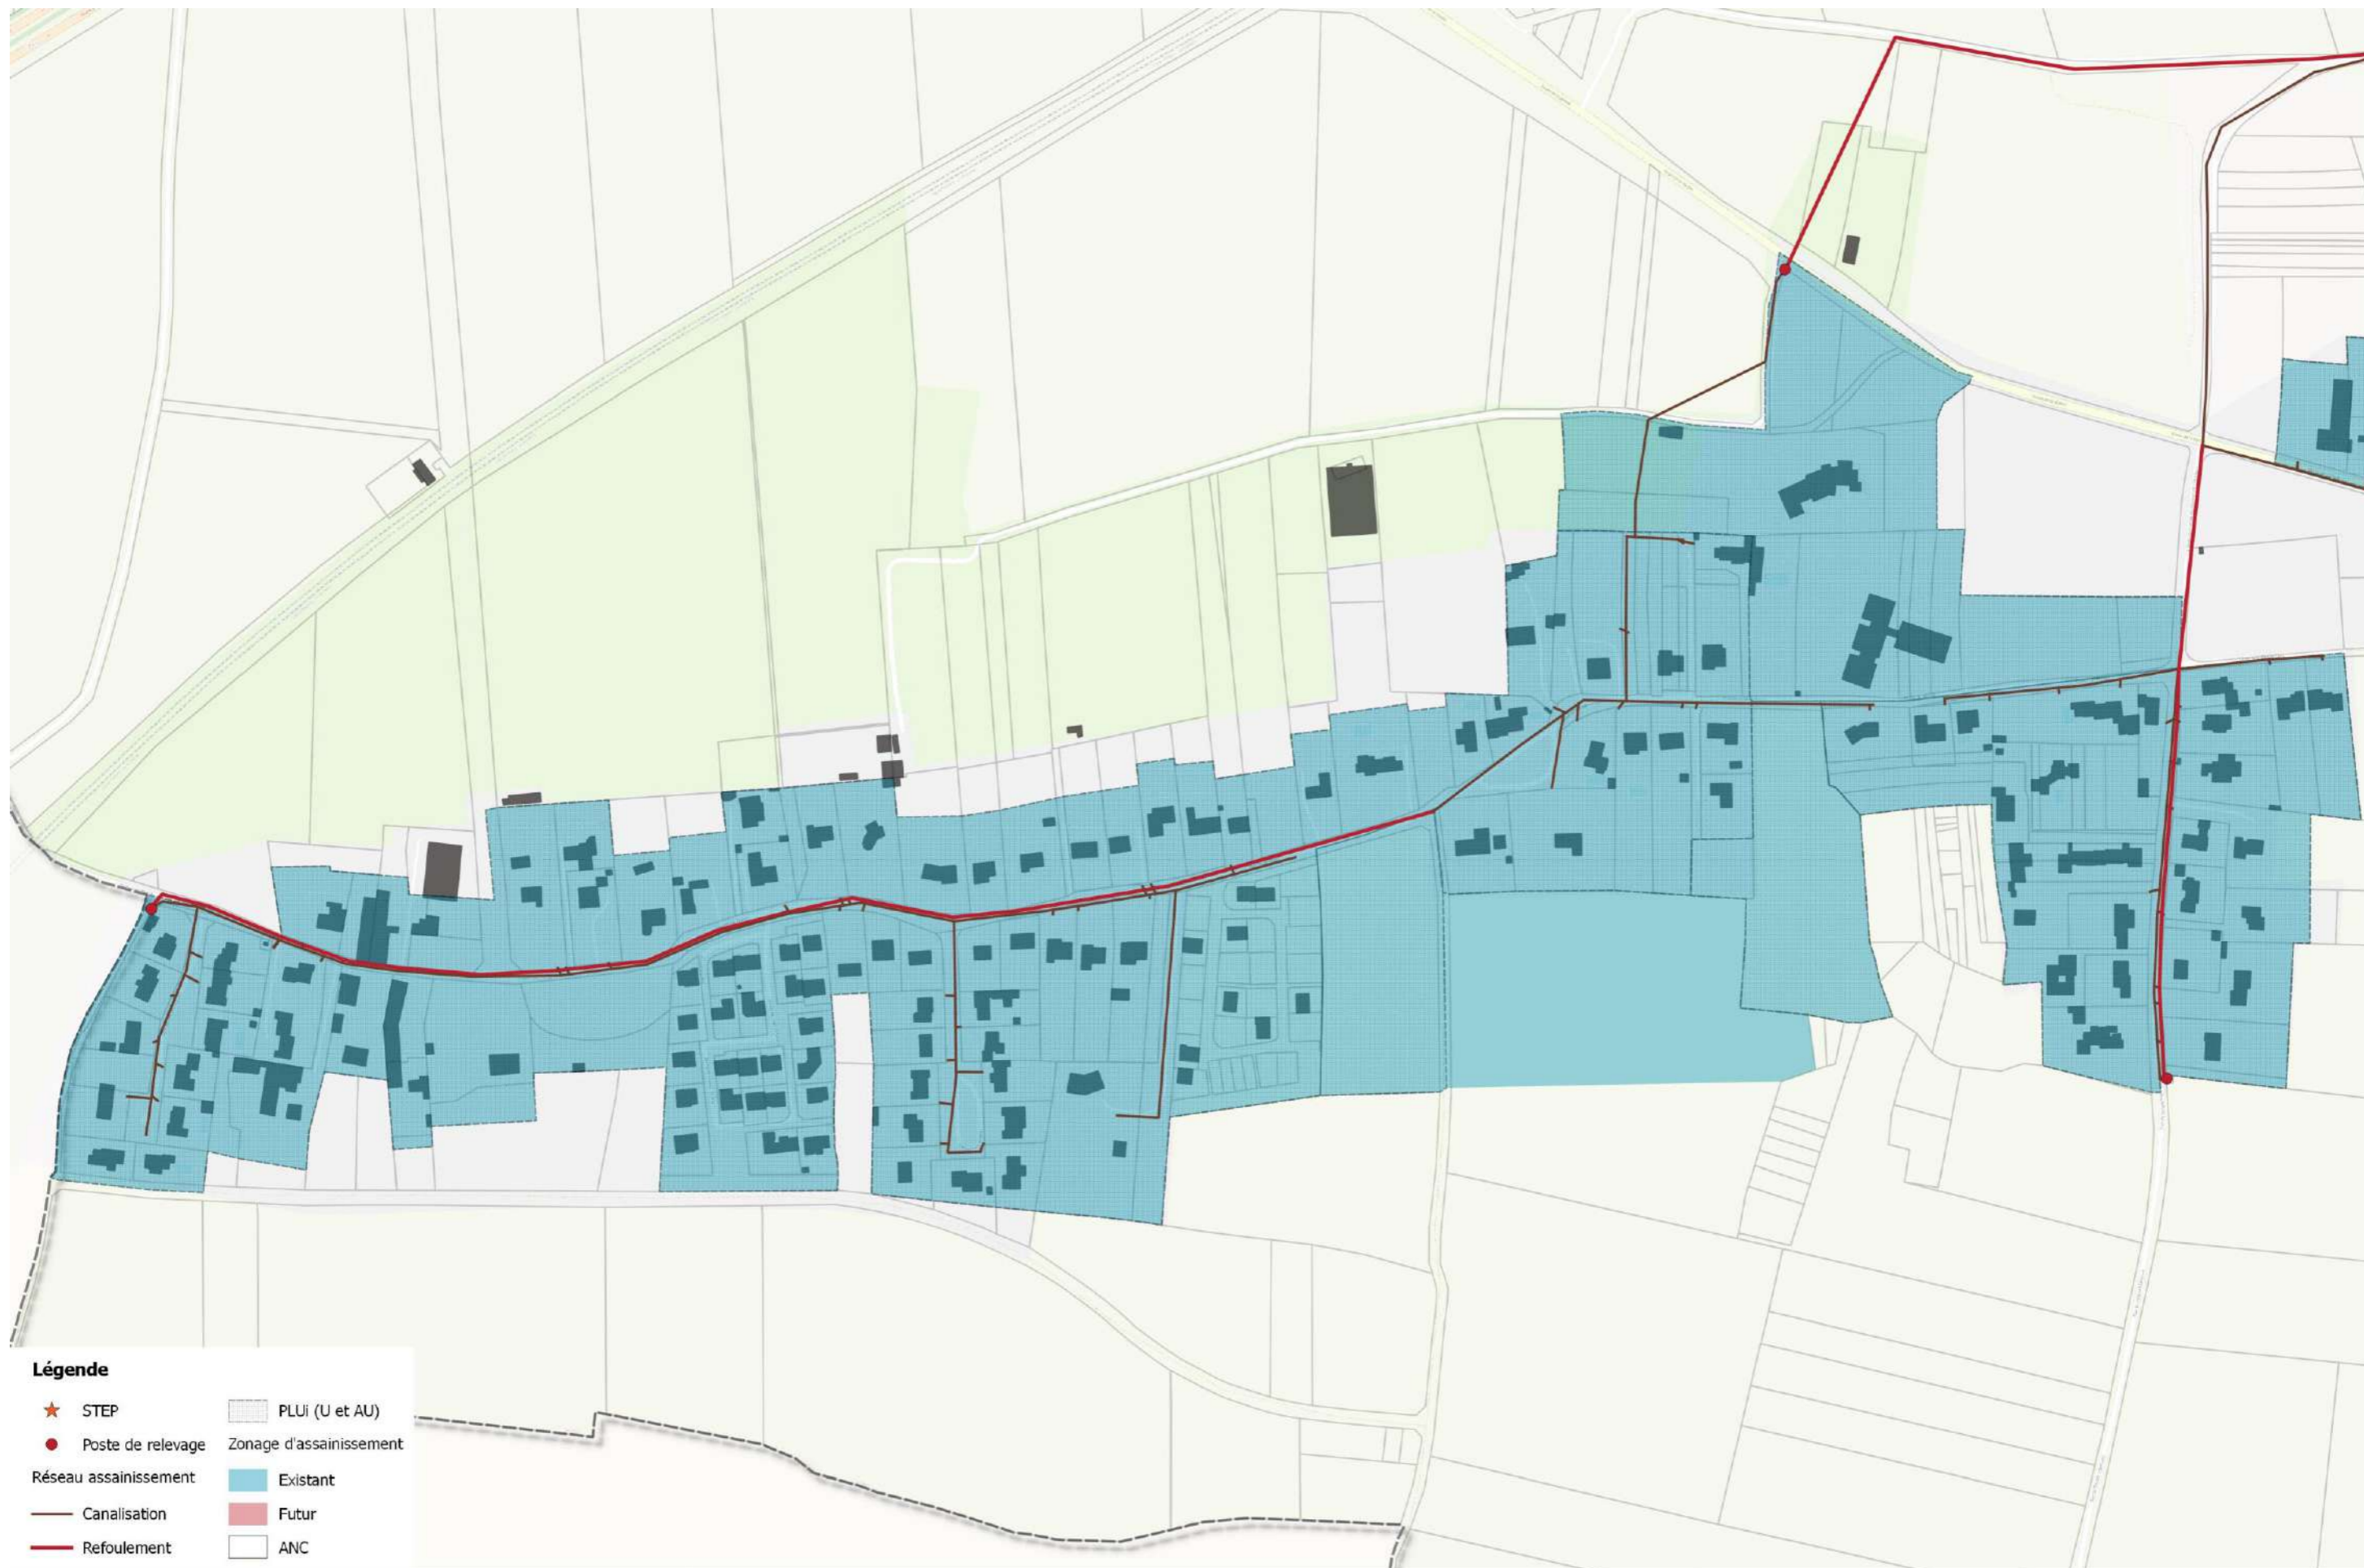 Légende
STEP
Poste de relevage
Réseau assainissement
Canalisation
Refoulement
PLUi (U et AU)
Zonage d'assainissement
Existant
Futur
ANC